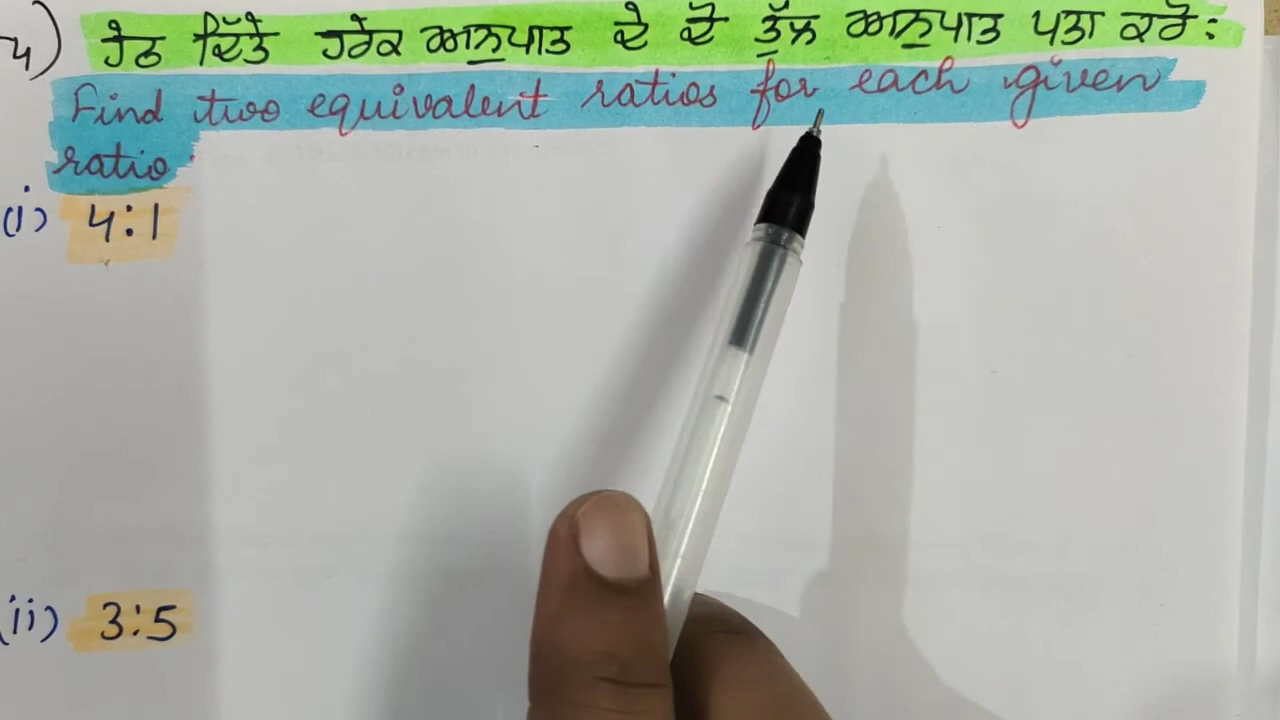 4) ਹੇਠ ਦਿੱਤੇ ਹਰੇਕ ਅਨੁਪਾਤ ਦੇ ਦੋ ਤੁੱਲ ਅਨੁਪਾਤ ਪਤਾ ਕਰੋ :
Find two equivalent ratios for each given
ratio.
(i) 4:1
(ii) 3:5